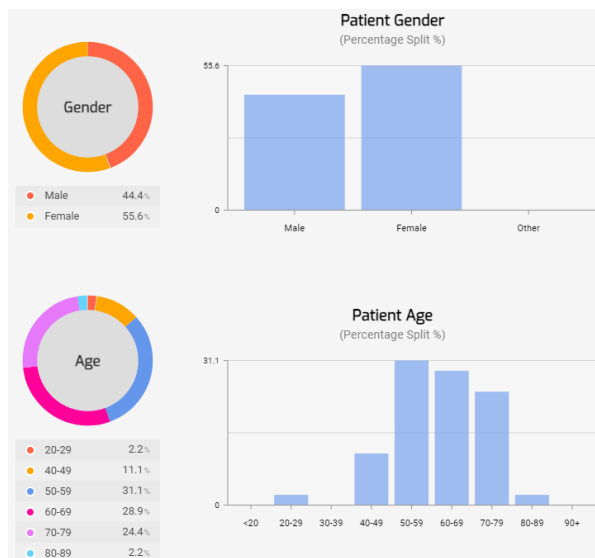 Patient Gender
(Percentage Split %)
Gender
Male 44.4%
Female 55.6%
55.6
0
Male Female Other
Patient Age
(Percentage Split %)
Age
20-29 2.2%
40-49 11.1%
50-59 31.1%
60-69 28.9%
70-79 24.4%
80-89 2.2%
31.1
0
<20 20-29 30-39 40-49 50-59 60-69 70-79 80-89 90+